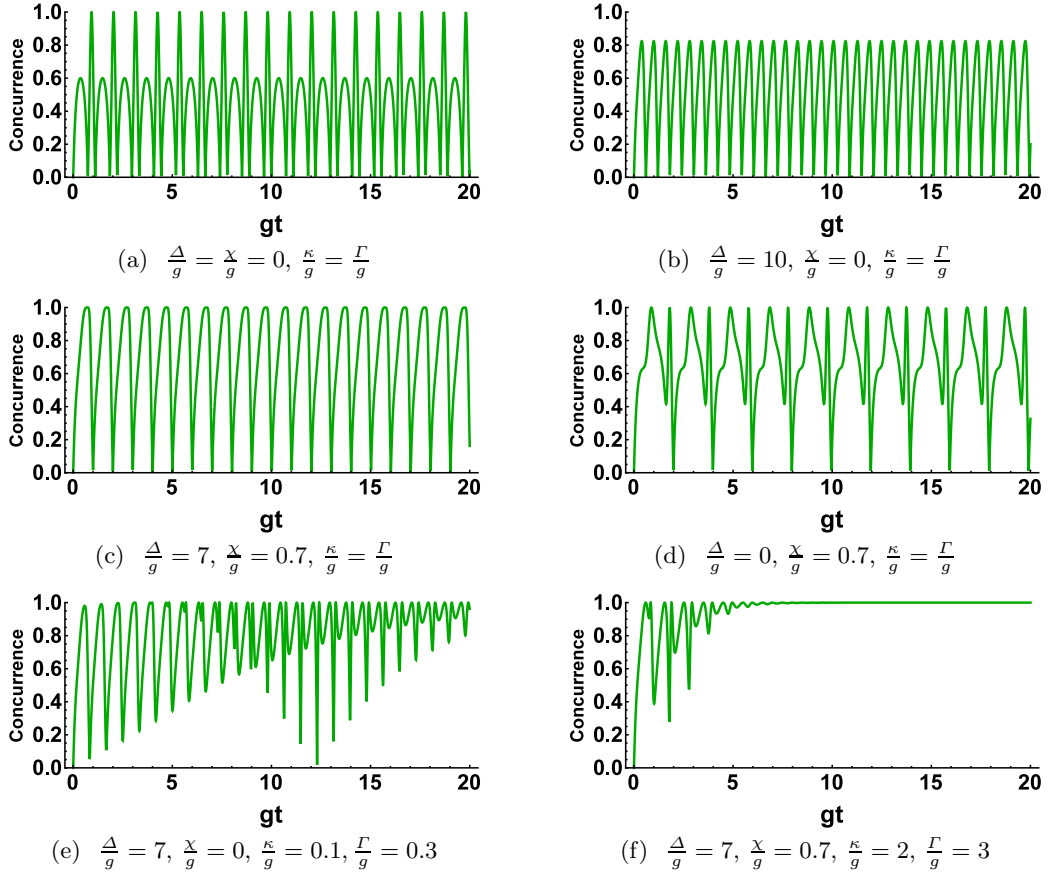 Concurrence
1.0
0.8
0.6
0.4
0.2
0.0
0 5 10 15 20
gt
(a) Δ/g = χ/g = 0, κ/g = Γ/g
Concurrence
1.0
0.8
0.6
0.4
0.2
0.0
0 5 10 15 20
gt
(b) Δ/g = 10, χ/g = 0, κ/g = Γ/g
Concurrence
1.0
0.8
0.6
0.4
0.2
0.0
0 5 10 15 20
(c) Δ/g = 7, χ/g = 0.7, κ/g = Γ/g
Concurrence
1.0
0.8
0.6
0.4
0.2
0.0
0 5 10 15 20
(d) Δ/g = 0, χ/g = 0.7, κ/g = Γ/g
Concurrence
1.0
0.8
0.6
0.4
0.2
0.0
0 5 10 15 20
gt
(e) Δ/g = 7, χ/g = 0, κ/g = 0.1, Γ/g = 0.3
Concurrence
1.0
0.8
0.6
0.4
0.2
0.0
0 5 10 15 20
gt
(f) Δ/g = 7, χ/g = 0.7, κ/g = 2, Γ/g = 3